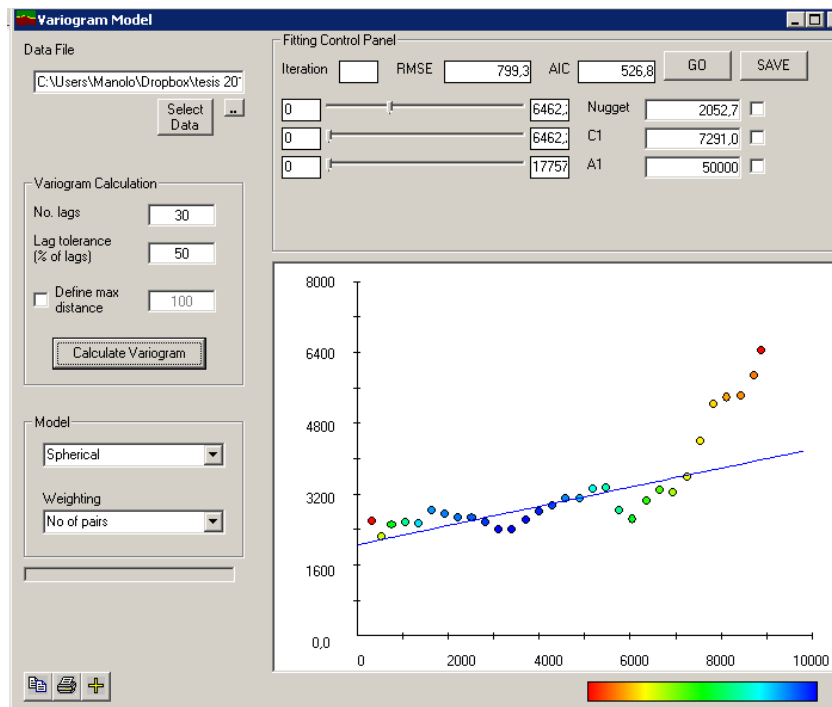 Variogram Model
Data File
C:\Users\Manolo\Dropbox\tesis 20
Select
Data
..
Variogram Calculation
No. lags 30
Lag tolerance
(% of lags) 50
Define max
distance 100
Calculate Variogram
Model
Spherical
Weighting
No of pairs
Fitting Control Panel
Iteration RMSE 799,3 AIC 526,8 GO SAVE
0 6462,2 Nugget 2052,7
0 6462,2 C1 7291,0
0 17757 A1 50000
8000
6400
4800
3200
1600
0,0
0 2000 4000 6000 8000 10000